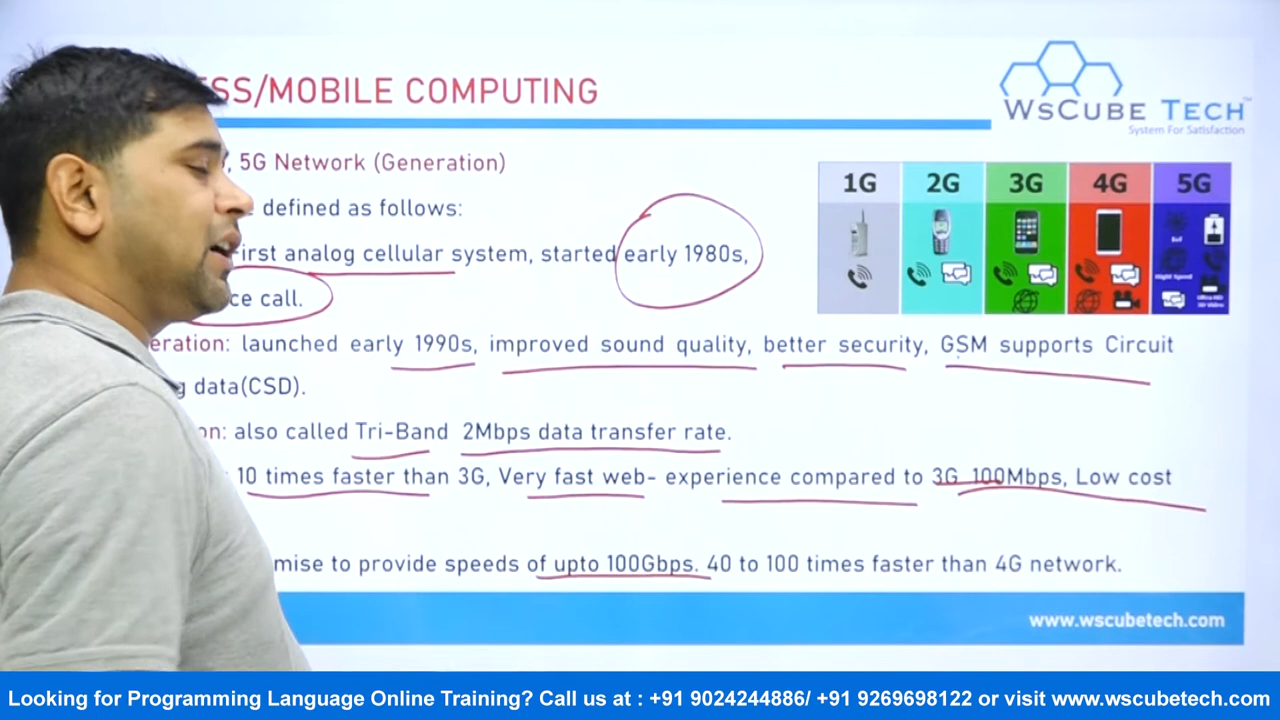 ESS/MOBILE COMPUTING
WSCUBE TECH™
System For Satisfaction
5G Network (Generation)
1G 2G 3G 4G 5G
defined as follows:
irst analog cellular system, started early 1980s,
ce call.
eration: launched early 1990s, improved sound quality, better security, GSM supports Circuit
g data(CSD).
on: also called Tri-Band 2Mbps data transfer rate.
10 times faster than 3G, Very fast web- experience compared to 3G 100Mbps, Low cost
mise to provide speeds of upto 100Gbps. 40 to 100 times faster than 4G network.
www.wscubetech.com
Looking for Programming Language Online Training? Call us at : +91 9024244886/ +91 9269698122 or visit www.wscubetech.com